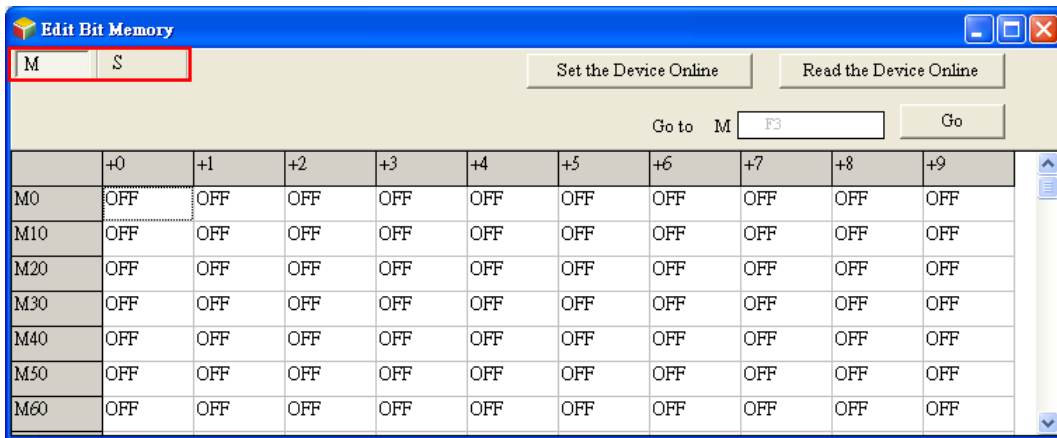 Edit Bit Memory
M S Set the Device Online Read the Device Online
Go to M F3 Go
+0 +1 +2 +3 +4 +5 +6 +7 +8 +9
M0 OFF OFF OFF OFF OFF OFF OFF OFF OFF OFF
M10 OFF OFF OFF OFF OFF OFF OFF OFF OFF OFF
M20 OFF OFF OFF OFF OFF OFF OFF OFF OFF OFF
M30 OFF OFF OFF OFF OFF OFF OFF OFF OFF OFF
M40 OFF OFF OFF OFF OFF OFF OFF OFF OFF OFF
M50 OFF OFF OFF OFF OFF OFF OFF OFF OFF OFF
M60 OFF OFF OFF OFF OFF OFF OFF OFF OFF OFF